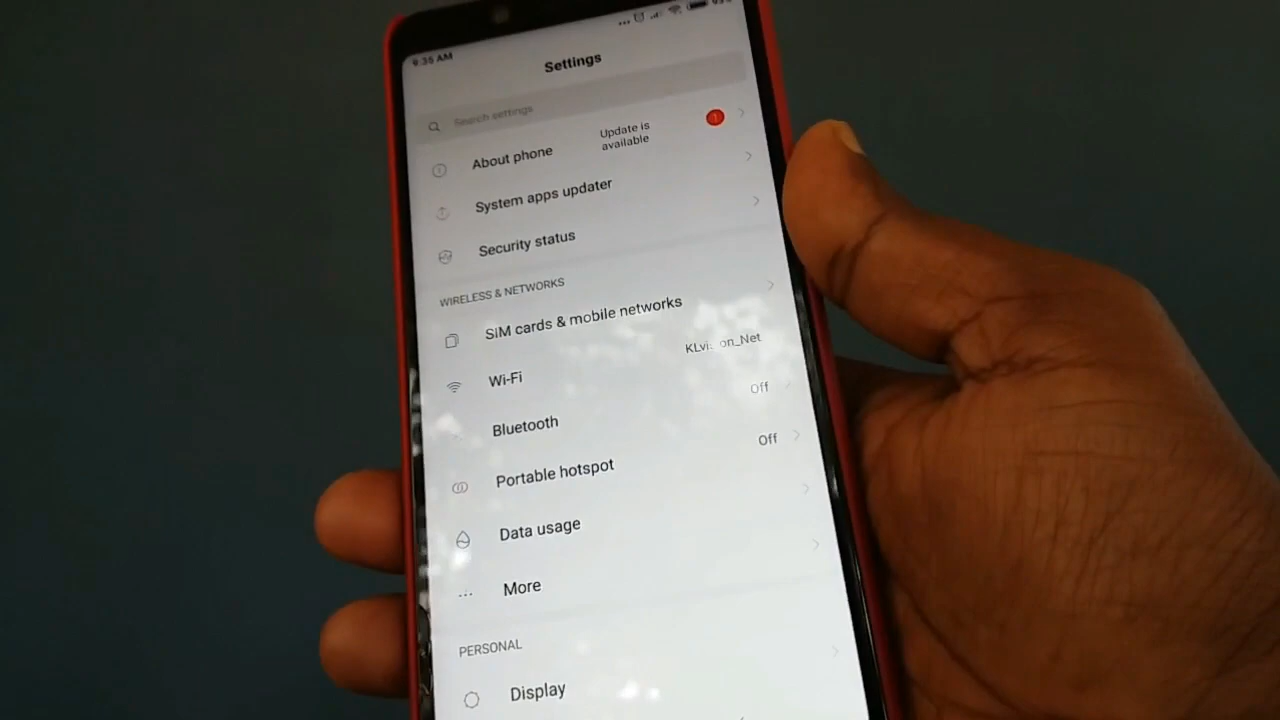 9:35 AM
Settings
Search settings
About phone
Update is
available
1
System apps updater
Security status
WIRELESS & NETWORKS
SIM cards & mobile networks
Wi-Fi
Bluetooth
Off
Portable hotspot
Off
Data usage
More
PERSONAL
Display